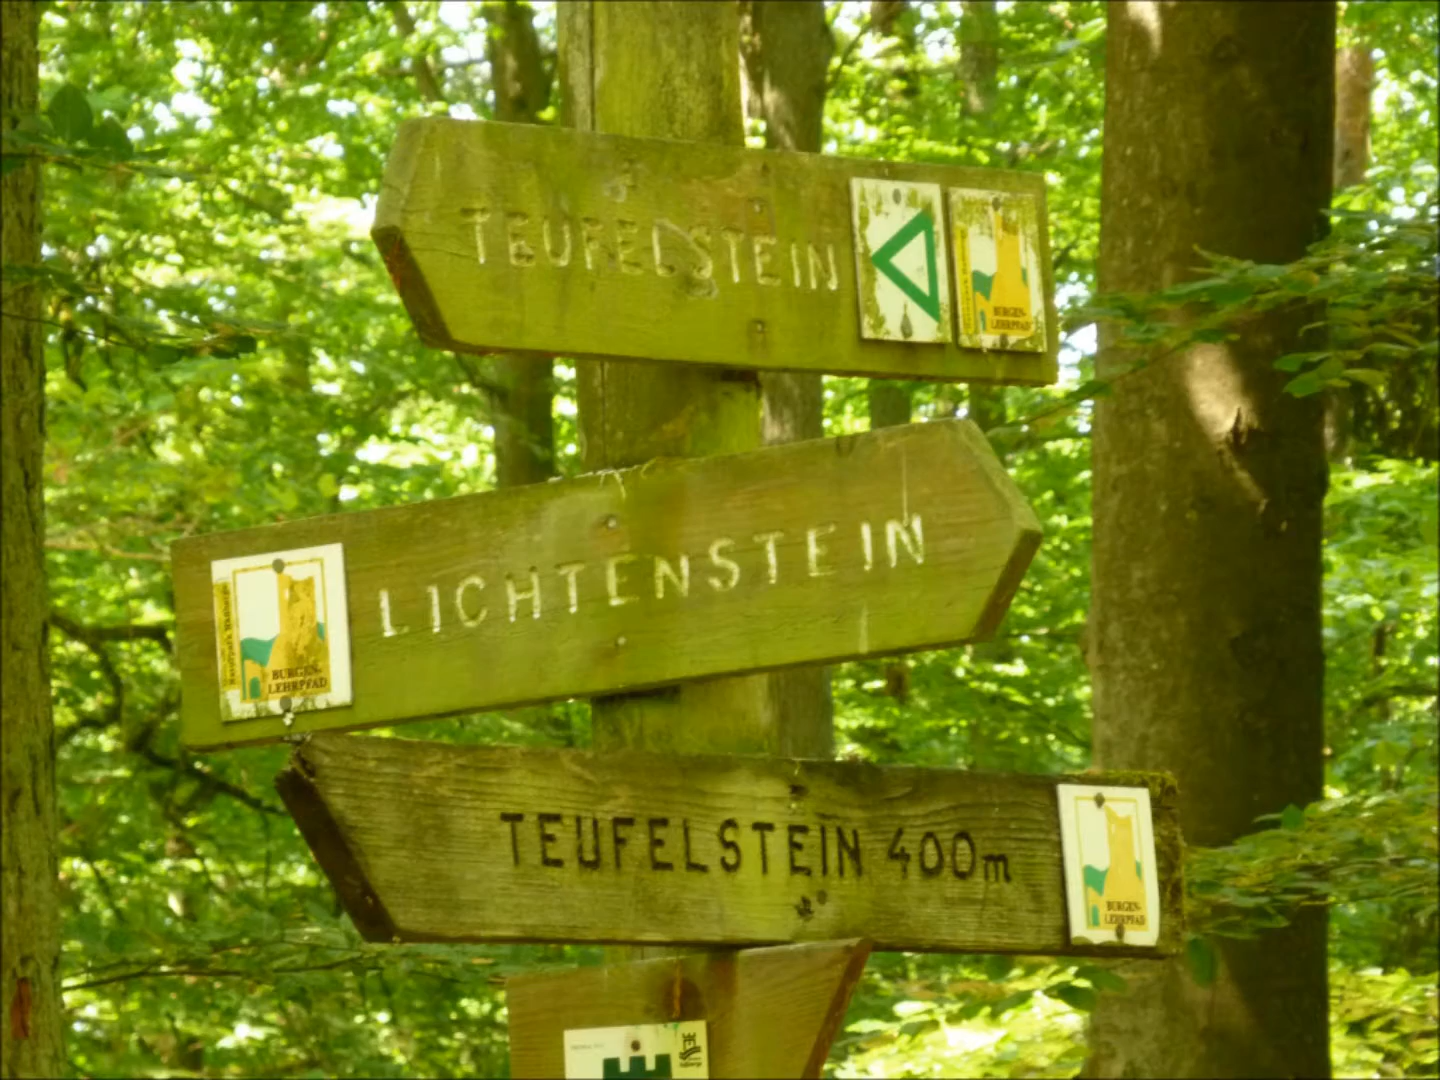 TEUFELSTEIN
BURGEN-
LEHRPFAD
LICHTENSTEIN
BURGEN-
LEHRPFAD
TEUFELSTEIN 400m
BURGEN-
LEHRPFAD